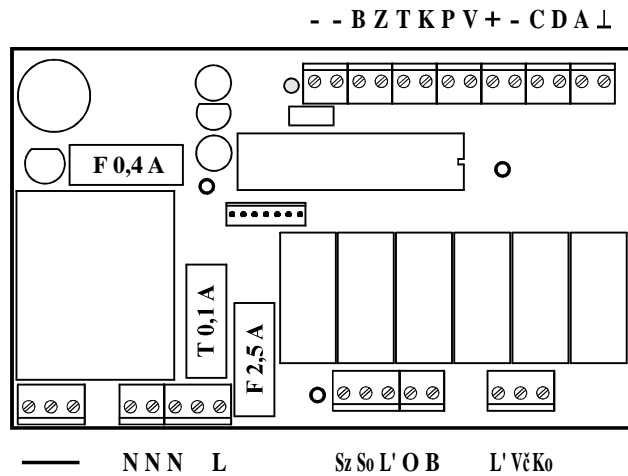 - - B Z T K P V + - C D A ⊥
F 0,4 A
T 0,1 A
F 2,5 A
N N N L Sz So L' O B L' Vč Ko